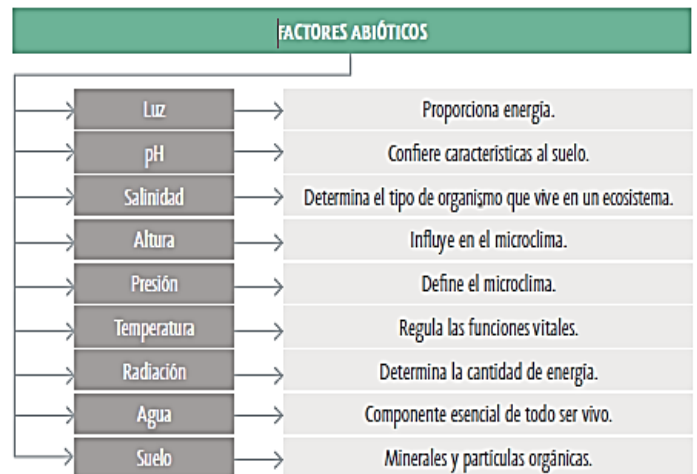 FACTORES ABIÓTICOS
Luz
Proporciona energía.
pH
Confiere características al suelo.
Salinidad
Determina el tipo de organismo que vive en un ecosistema.
Altura
Influye en el microclima.
Presión
Define el microclima.
Temperatura
Regula las funciones vitales.
Radiación
Determina la cantidad de energía.
Agua
Componente esencial de todo ser vivo.
Suelo
Minerales y partículas orgánicas.